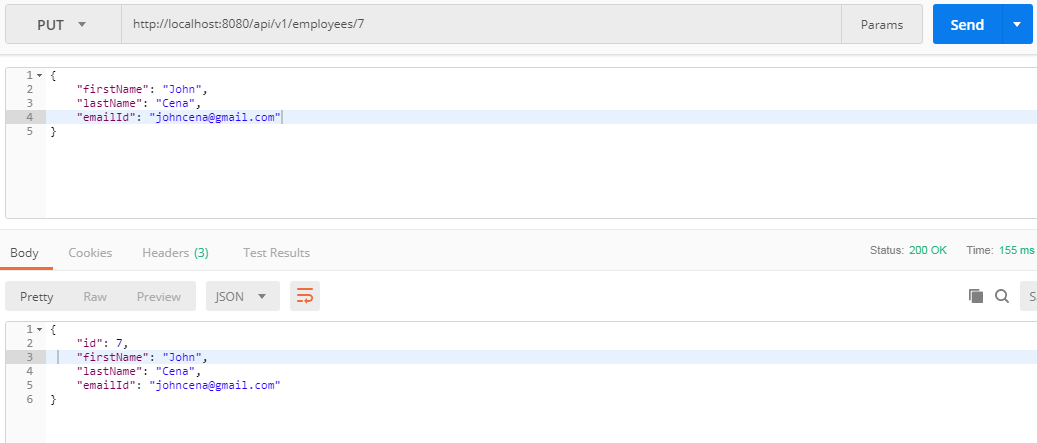 PUT http://localhost:8080/api/v1/employees/7 Params Send
1 {
2 "firstName": "John",
3 "lastName": "Cena",
4 "emailId": "johncena@gmail.com"
5 }
Body Cookies Headers (3) Test Results Status: 200 OK Time: 155 ms
Pretty Raw Preview JSON S
1 {
2 "id": 7,
3 "firstName": "John",
4 "lastName": "Cena",
5 "emailId": "johncena@gmail.com"
6 }